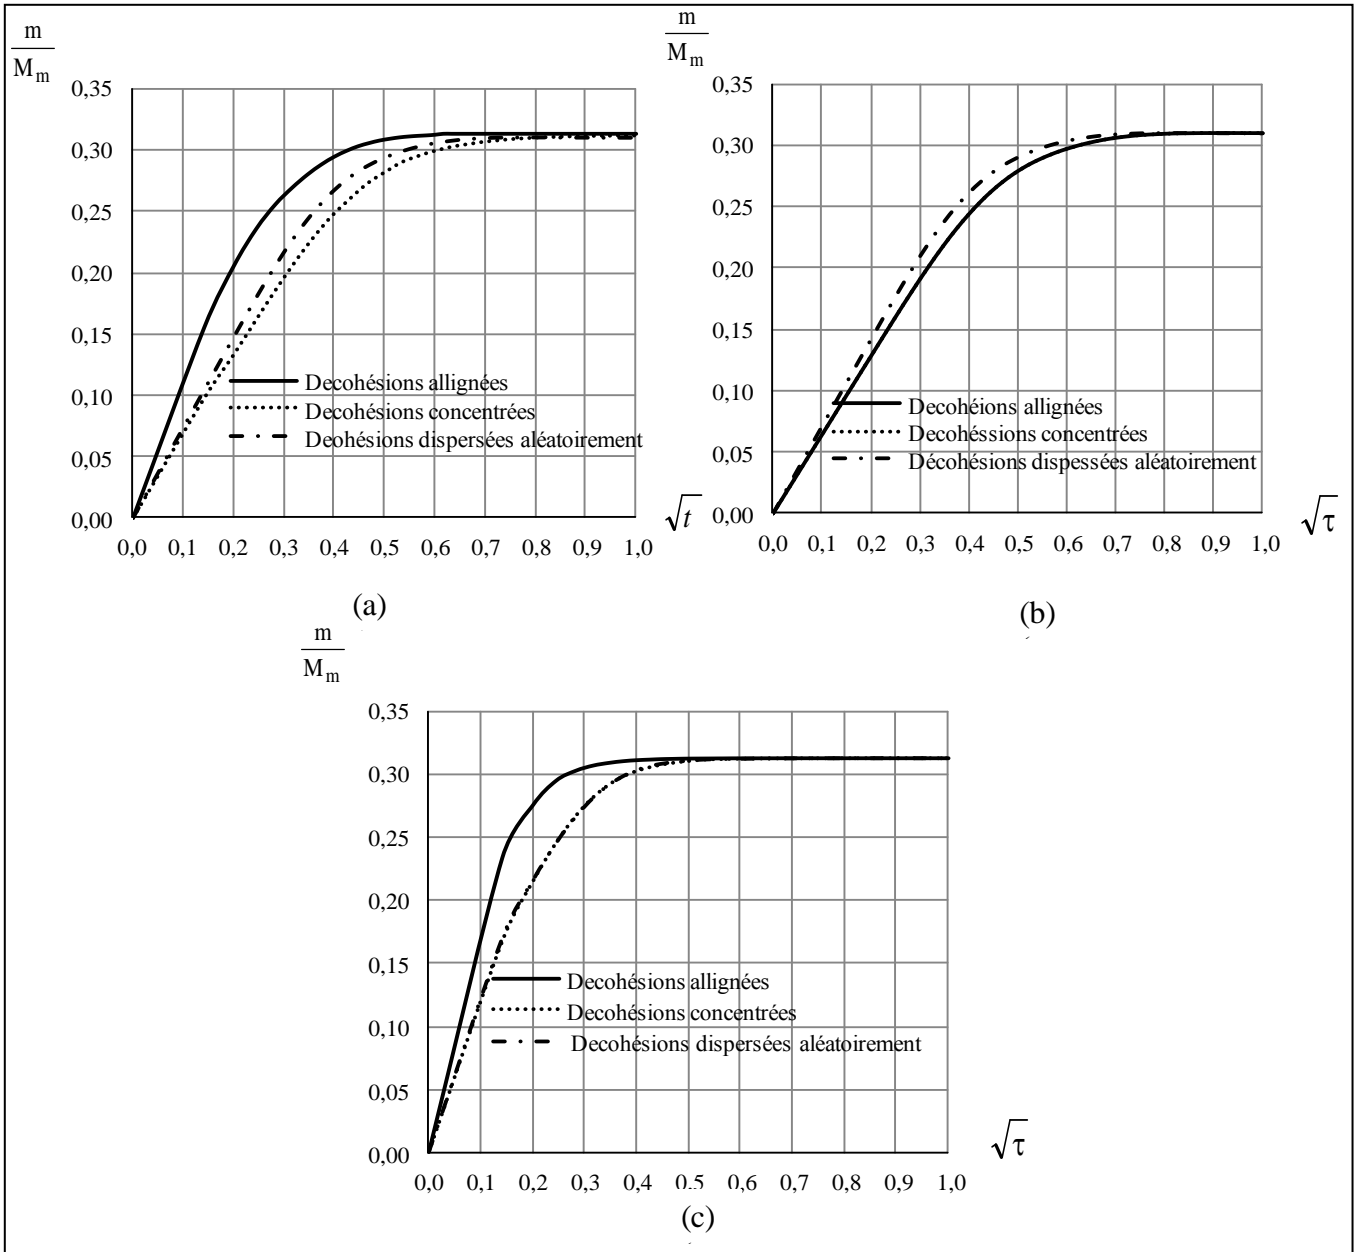 m
M m
0,35
0,30
0,25
0,20
0,15
0,10
0,05
0,00
0,0 0,1 0,2 0,3 0,4 0,5 0,6 0,7 0,8 0,9 1,0
Decohésions allignées
Decohésions concentrées
Deohésions dispersées aléatoirement
√t
(a)
m
M m
0,35
0,30
0,25
0,20
0,15
0,10
0,05
0,00
0,0 0,1 0,2 0,3 0,4 0,5 0,6 0,7 0,8 0,9 1,0
Decohéions allignées
Decohéssions concentrées
Décohésions dispessées aléatoirement
√τ
(b)
m
M m
0,35
0,30
0,25
0,20
0,15
0,10
0,05
0,00
0,0 0,1 0,2 0,3 0,4 0,5 0,6 0,7 0,8 0,9 1,0
Decohésions allignées
Decohésions concentrées
Decohésions dispersées aléatoirement
√τ
(c)